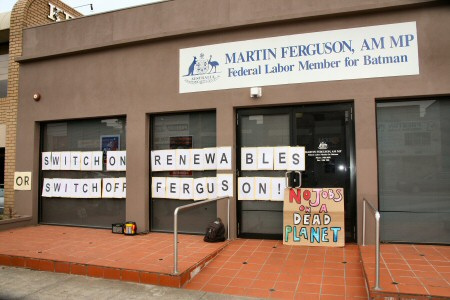 MARTIN FERGUSON, AM MP
Federal Labor Member for Batman
SWITCH ON RENEWABLES
OR SWITCH OFF FERGUSON!
NO JOBS
ON A
DEAD
PLANET